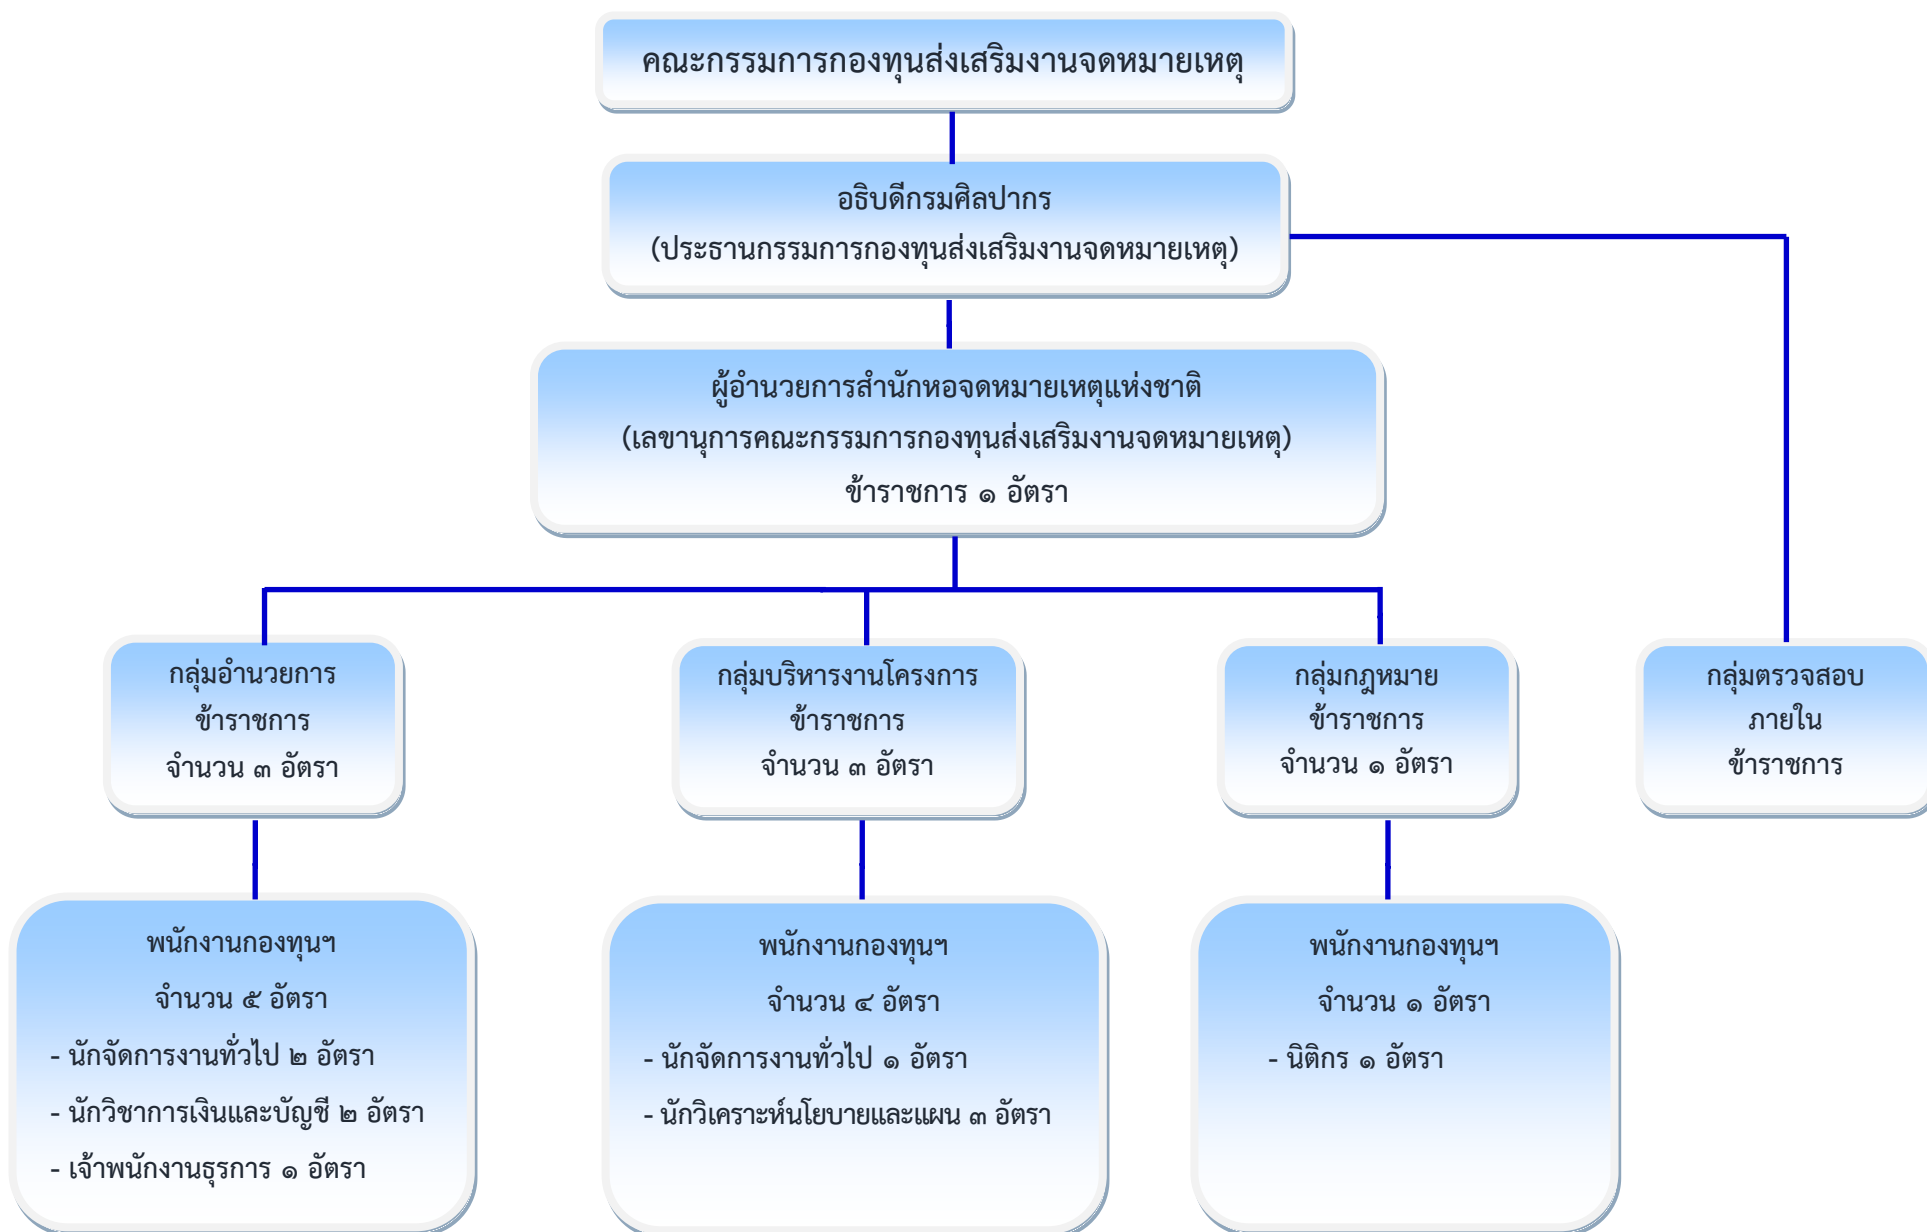 คณะกรรมการกองทุนส่งเสริมงานจดหมายเหตุ
อธิบดีกรมศิลปากร
(ประธานกรรมการกองทุนส่งเสริมงานจดหมายเหตุ)
ผู้อำนวยการสำนักหอจดหมายเหตุแห่งชาติ
(เลขานุการคณะกรรมการกองทุนส่งเสริมงานจดหมายเหตุ)
ข้าราชการ ๑ อัตรา
กลุ่มอำนวยการ
ข้าราชการ
จำนวน ๓ อัตรา
กลุ่มบริหารงานโครงการ
ข้าราชการ
จำนวน ๓ อัตรา
กลุ่มกฎหมาย
ข้าราชการ
จำนวน ๑ อัตรา
กลุ่มตรวจสอบ
ภายใน
ข้าราชการ
พนักงานกองทุนฯ
จำนวน ๕ อัตรา
- นักจัดการงานทั่วไป ๒ อัตรา
- นักวิชาการเงินและบัญชี ๒ อัตรา
- เจ้าพนักงานธุรการ ๑ อัตรา
พนักงานกองทุนฯ
จำนวน ๔ อัตรา
- นักจัดการงานทั่วไป ๑ อัตรา
- นักวิเคราะห์นโยบายและแผน ๓ อัตรา
พนักงานกองทุนฯ
จำนวน ๑ อัตรา
- นิติกร ๑ อัตรา